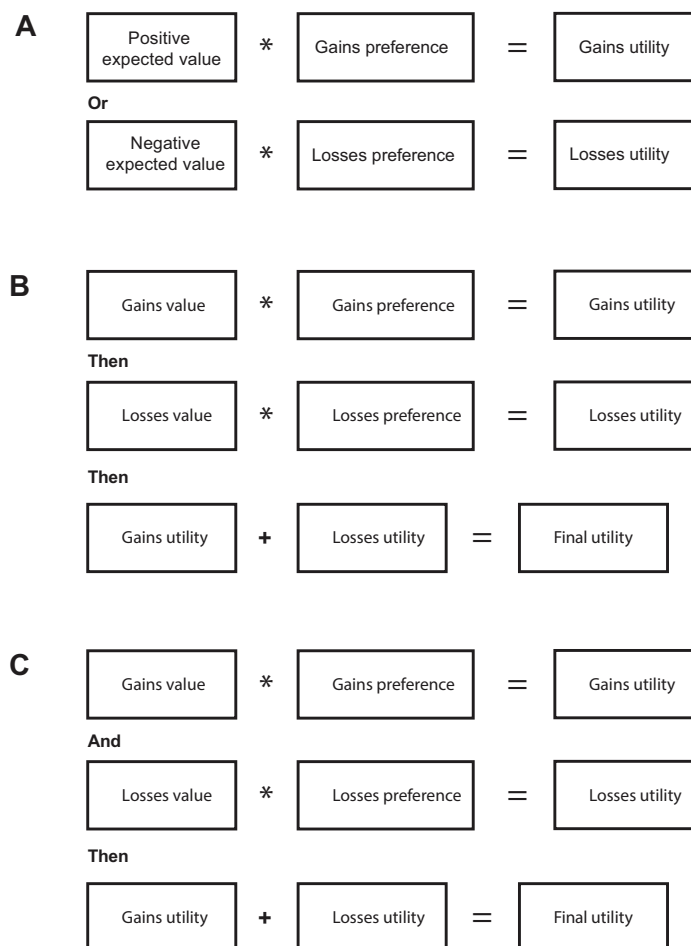 A
Positive
expected value * Gains preference = Gains utility
Or
Negative
expected value * Losses preference = Losses utility
B
Gains value * Gains preference = Gains utility
Then
Losses value * Losses preference = Losses utility
Then
Gains utility + Losses utility = Final utility
C
Gains value * Gains preference = Gains utility
And
Losses value * Losses preference = Losses utility
Then
Gains utility + Losses utility = Final utility